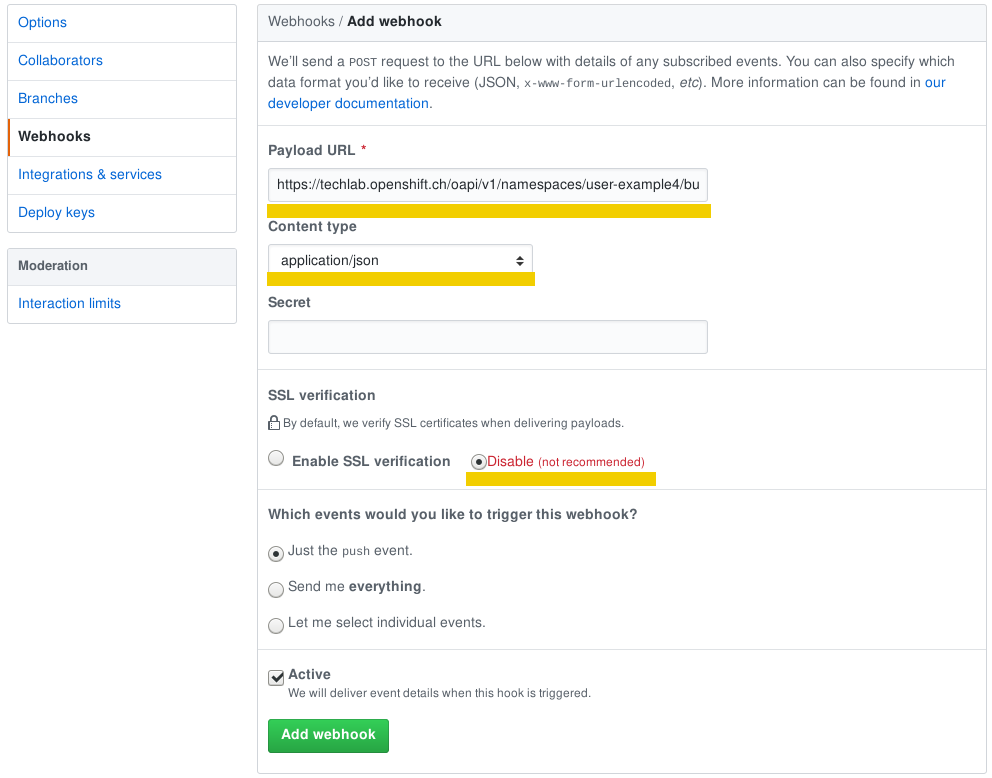 Options
Collaborators
Branches
Webhooks
Integrations & services
Deploy keys
Moderation
Interaction limits
Webhooks / Add webhook
We'll send a POST request to the URL below with details of any subscribed events. You can also specify which
data format you'd like to receive (JSON, x-www-form-urlencoded, etc). More information can be found in our
developer documentation.
Payload URL *
https://techlab.openshift.ch/oapi/v1/namespaces/user-example4/bu
Content type
application/json
Secret
SSL verification
By default, we verify SSL certificates when delivering payloads.
Enable SSL verification Disable (not recommended)
Which events would you like to trigger this webhook?
Just the push event.
Send me everything.
Let me select individual events.
Active
We will deliver event details when this hook is triggered.
Add webhook